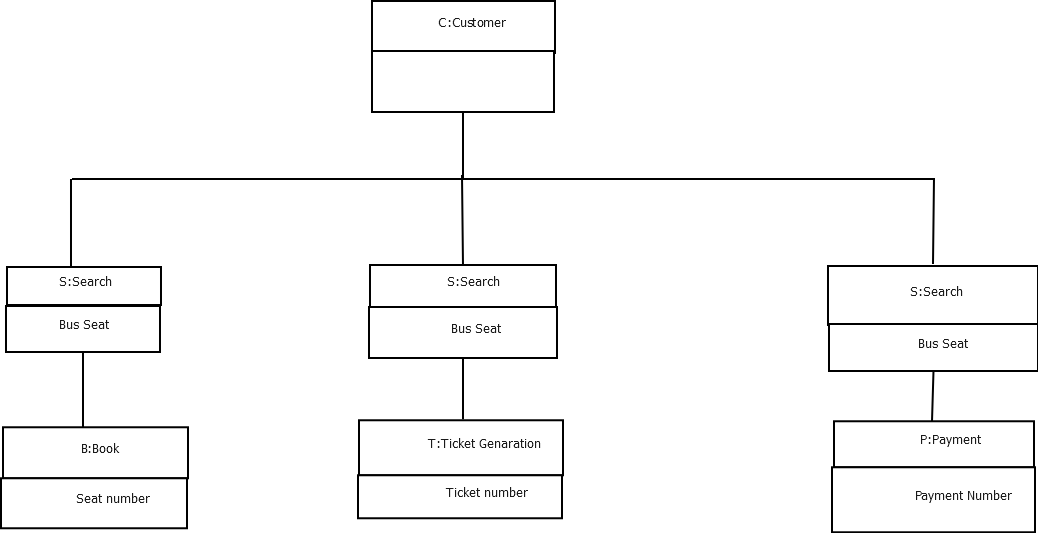 C:Customer
S:Search
Bus Seat
S:Search
Bus Seat
S:Search
Bus Seat
B:Book
Seat number
T:Ticket Genaration
Ticket number
P:Payment
Payment Number